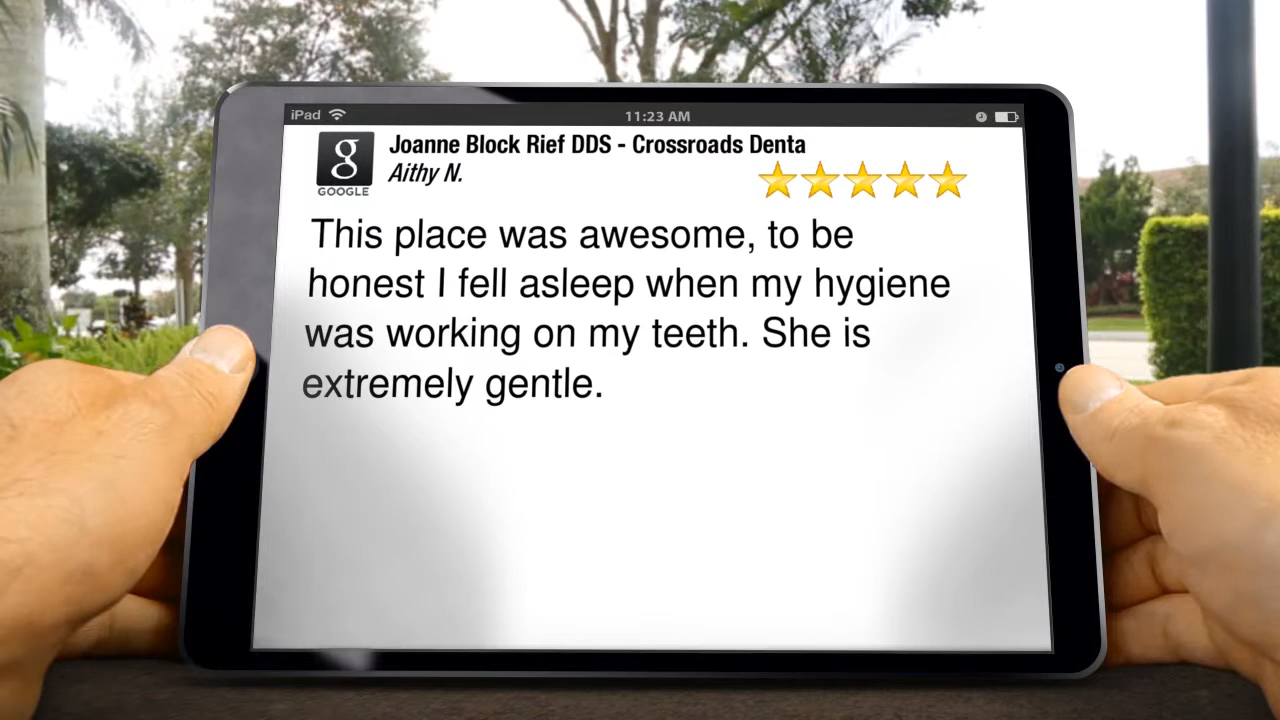 iPad
11:23 AM
g
GOOGLE
Joanne Block Rief DDS - Crossroads Denta
Aithy N.
This place was awesome, to be
honest I fell asleep when my hygiene
was working on my teeth. She is
extremely gentle.